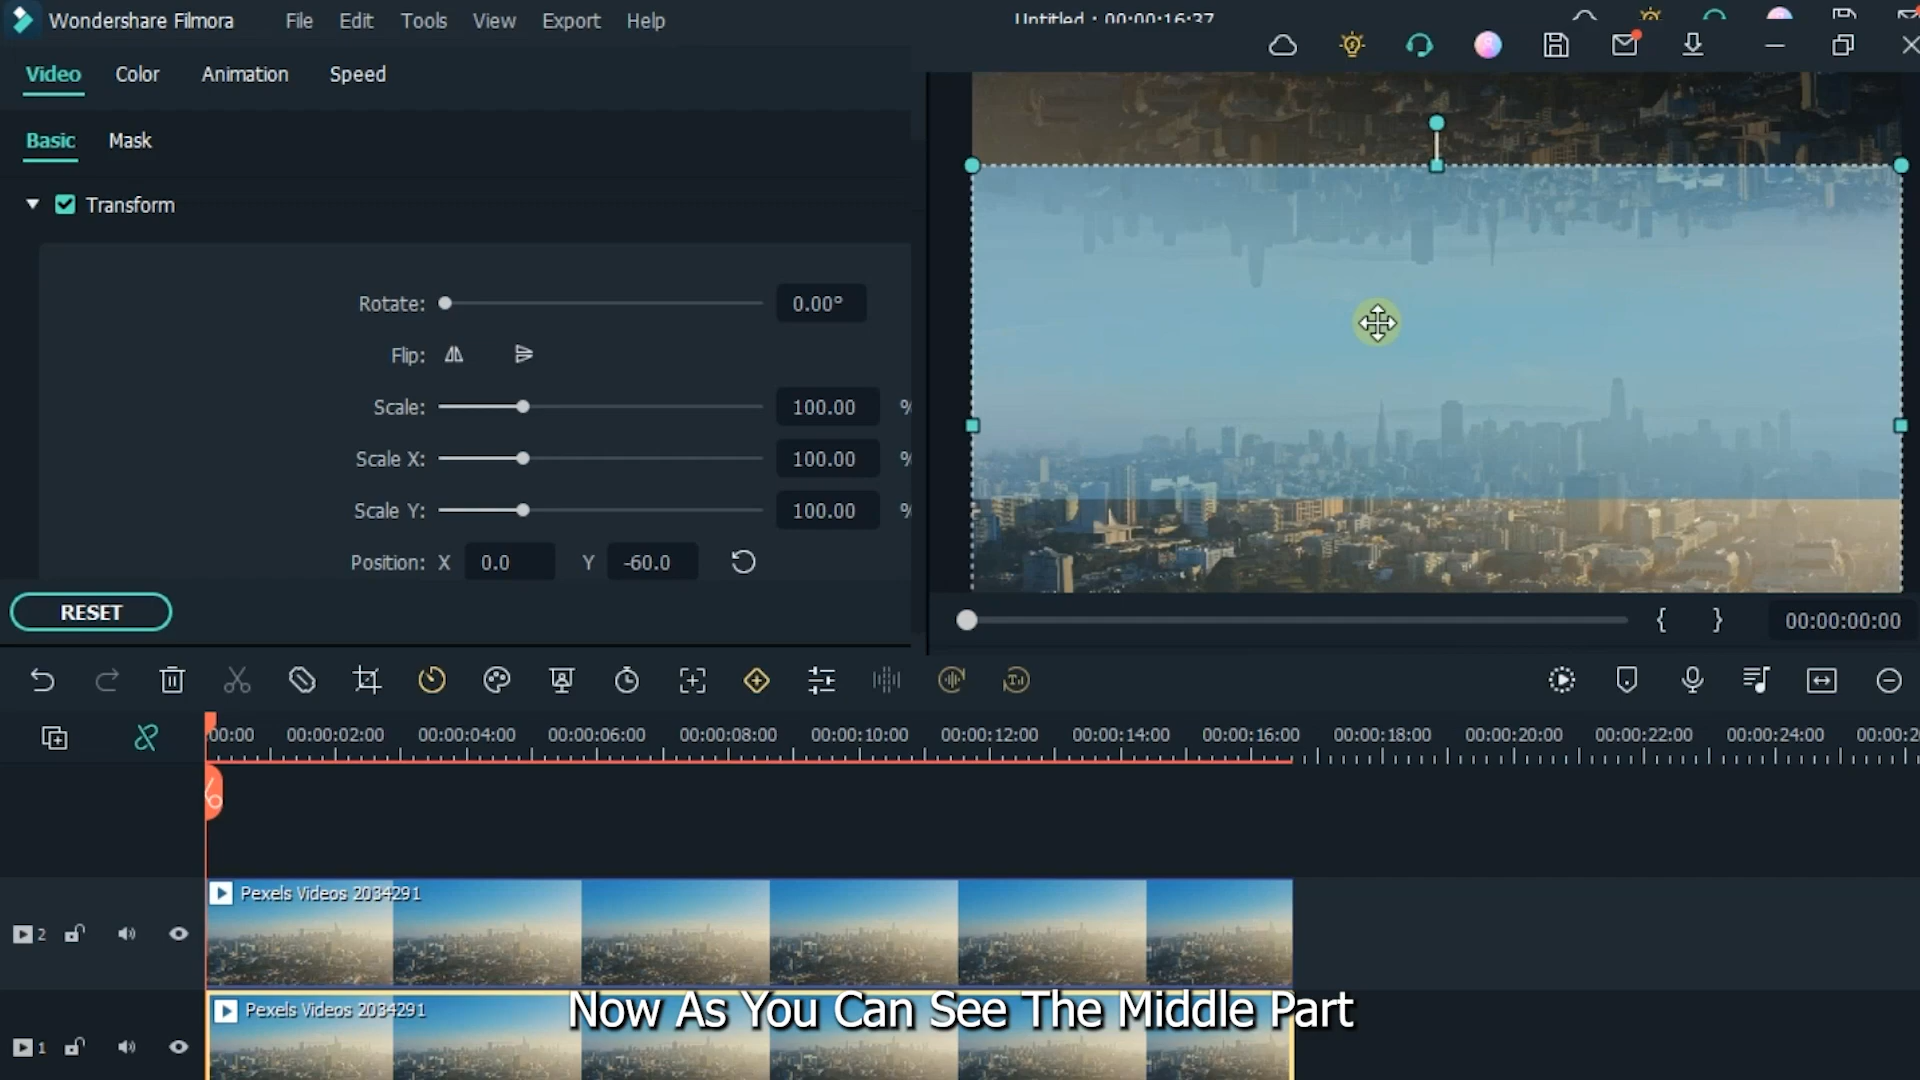 Wondershare Filmora File Edit Tools View Export Help Untitled : 00:00:16:37
Video Color Animation Speed
Basic Mask
Transform
Rotate: 0.00°
Flip:
Scale: 100.00 %
Scale X: 100.00 %
Scale Y: 100.00 %
Position: X 0.0 Y -60.0
RESET
{ } 00:00:00:00
:00:00 00:00:02:00 00:00:04:00 00:00:06:00 00:00:08:00 00:00:10:00 00:00:12:00 00:00:14:00 00:00:16:00 00:00:18:00 00:00:20:00 00:00:22:00 00:00:24:00 00:00:2
Pexels Videos 2034291
2
Pexels Videos 2034291
Now As You Can See The Middle Part
1